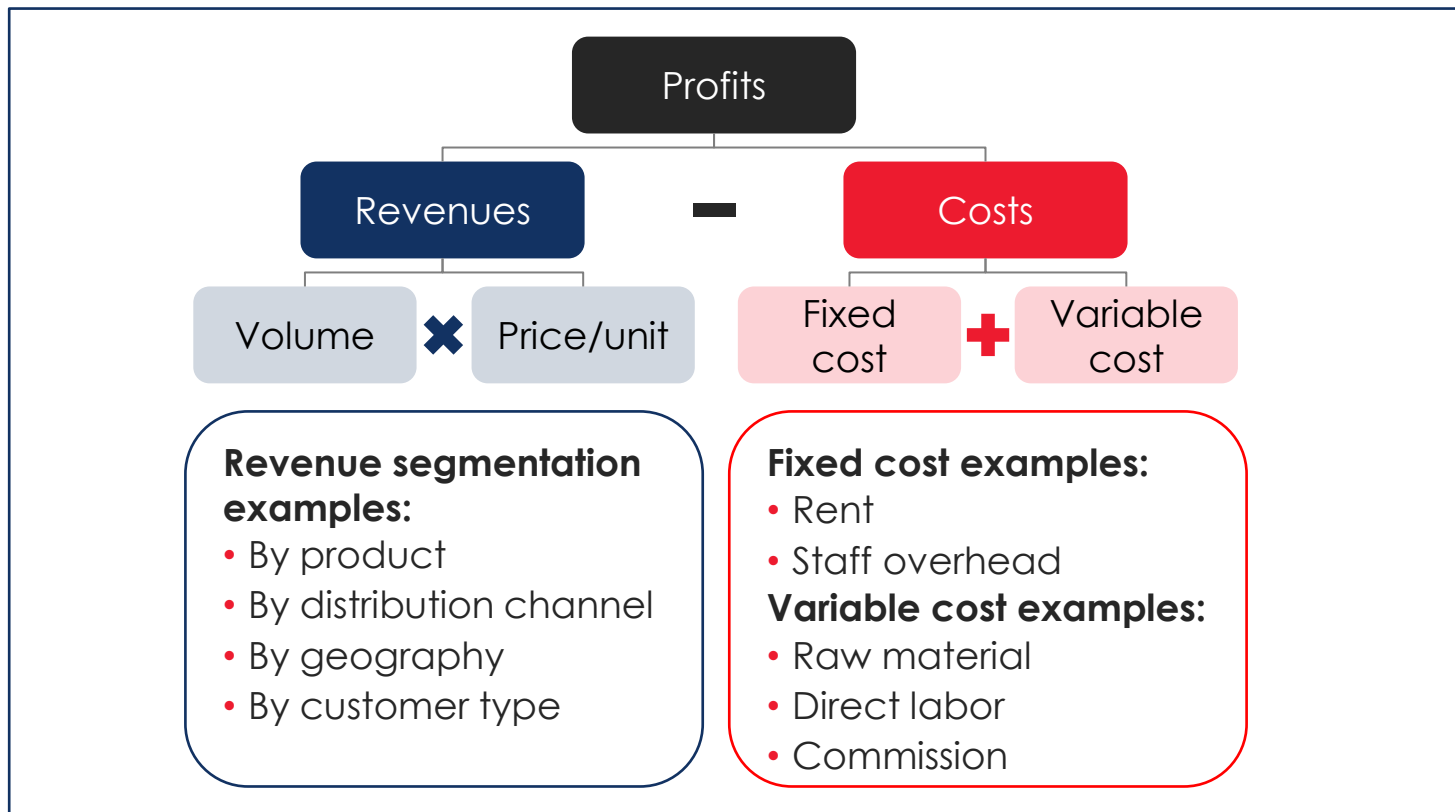 Profits
Revenues
Costs
Volume
Price/unit
Fixed
cost
Variable
cost
Revenue segmentation
examples:
• By product
• By distribution channel
• By geography
• By customer type
Fixed cost examples:
• Rent
• Staff overhead
Variable cost examples:
• Raw material
• Direct labor
• Commission